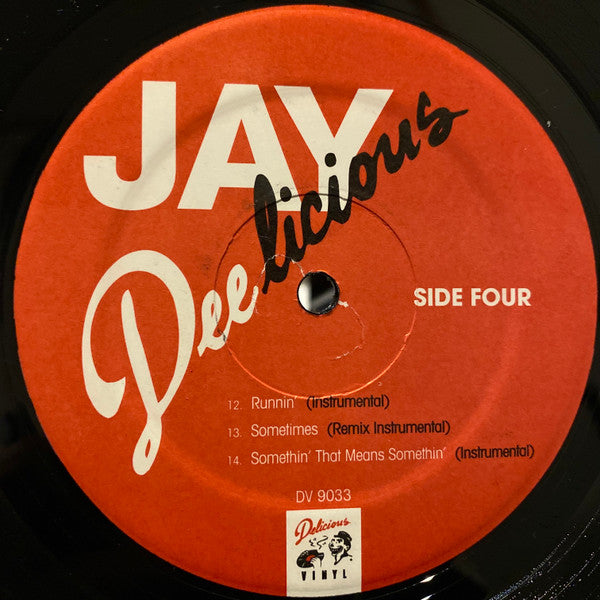 JAY
Deelicious
SIDE FOUR
12. Runnin' (Instrumental)
13. Sometimes (Remix Instrumental)
14. Somethin' That Means Somethin' (Instrumental)
DV 9033
Delicious
VINYL